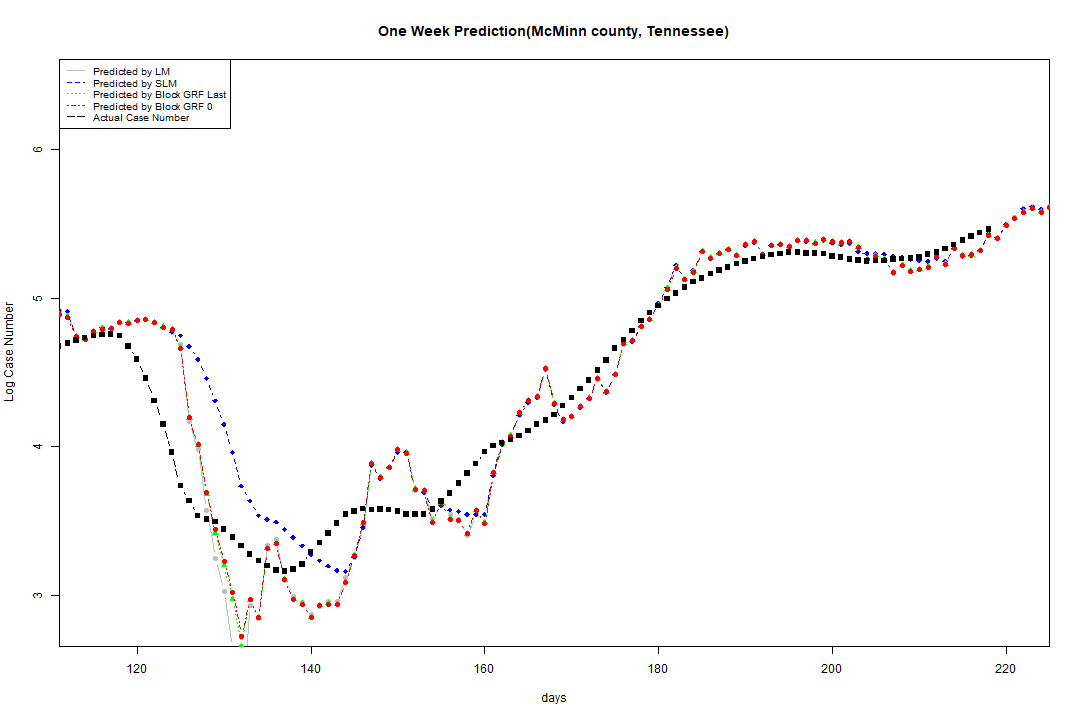 One Week Prediction(McMinn county, Tennessee)
Predicted by LM
Predicted by SLM
Predicted by Block GRF Last
Predicted by Block GRF 0
Actual Case Number
6
5
4
3
Log Case Number
120 140 160 180 200 220
days